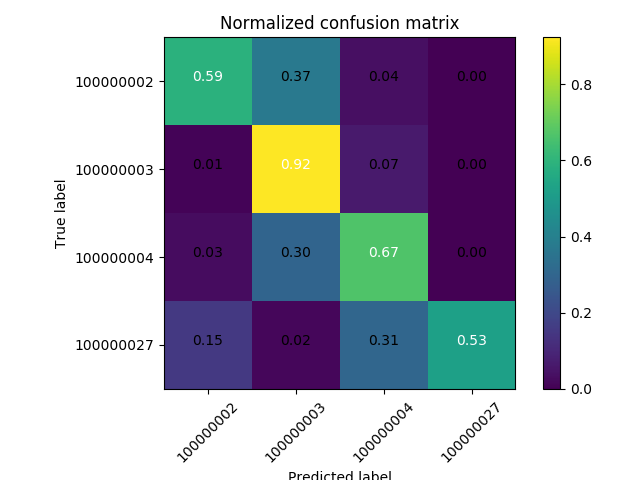 Normalized confusion matrix
100000002 0.59 0.37 0.04 0.00
100000003 0.01 0.92 0.07 0.00
100000004 0.03 0.30 0.67 0.00
100000027 0.15 0.02 0.31 0.53
True label
100000002 100000003 100000004 100000027
Predicted label
0.8
0.6
0.4
0.2
0.0